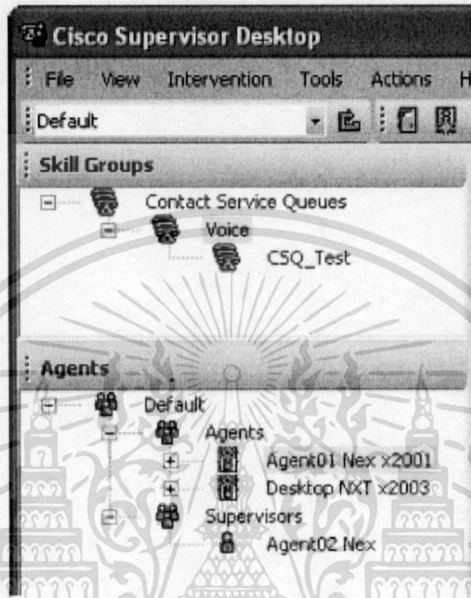 Cisco Supervisor Desktop
File View Intervention Tools Actions H
Default
Skill Groups
Contact Service Queues
Voice
CSQ_Test
Agents
Default
Agents
Agent01 Nex x2001
Desktop NXT x2003
Supervisors
Agent02 Nex